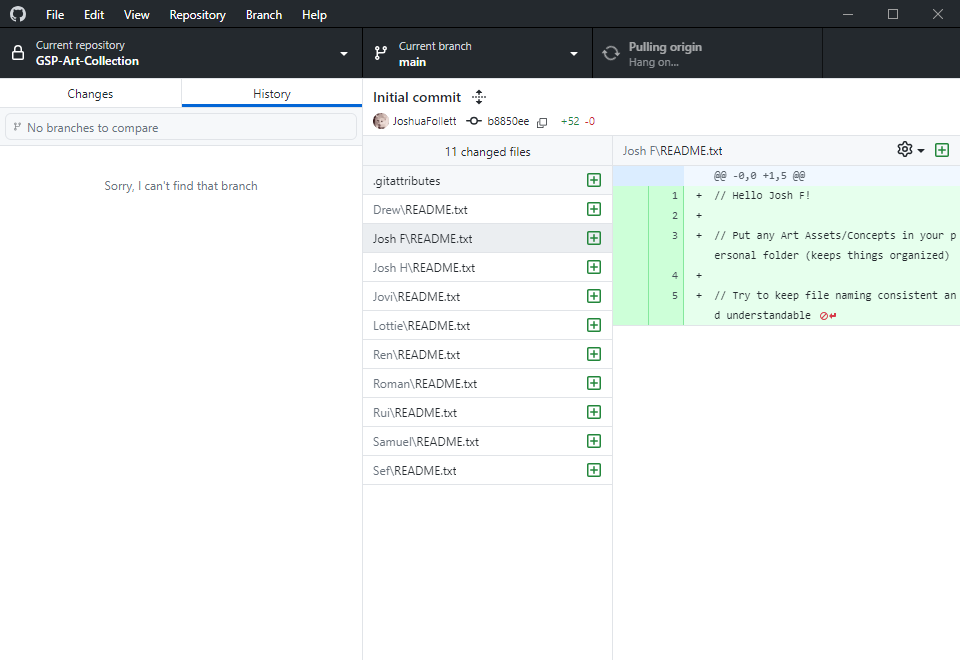 File Edit View Repository Branch Help
Current repository
GSP-Art-Collection
Current branch
main
Pulling origin
Hang on...
Changes
History
No branches to compare
Sorry, I can't find that branch
Initial commit
JoshuaFollett b8850ee +52 -0
11 changed files
.gitattributes
Drew\README.txt
Josh F\README.txt
Josh H\README.txt
Jovi\README.txt
Lottie\README.txt
Ren\README.txt
Roman\README.txt
Rui\README.txt
Samuel\README.txt
Sef\README.txt
Josh F\README.txt
@@ -0,0 +1,5 @@
1 + // Hello Josh F!
2 +
3 + // Put any Art Assets/Concepts in your p
ersonal folder (keeps things organized)
4 +
5 + // Try to keep file naming consistent an
d understandable